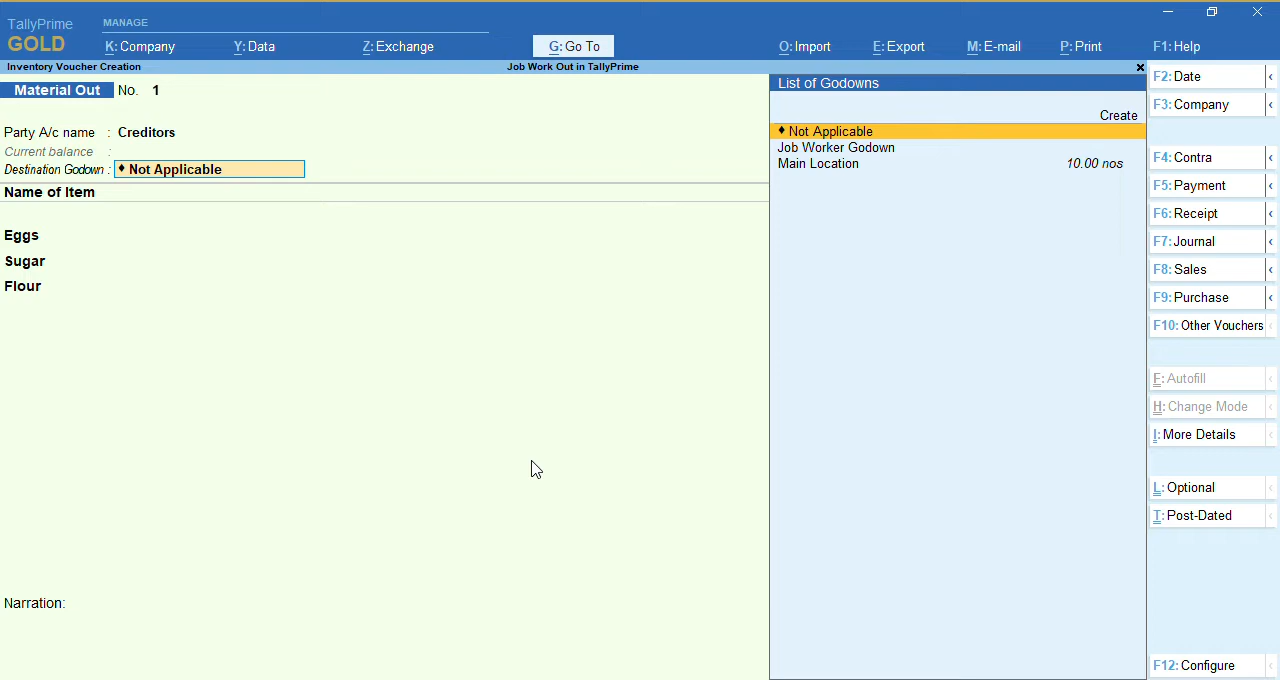 TallyPrime
GOLD
MANAGE
K: Company
Y: Data
Z: Exchange
G: Go To
O: Import
E: Export
M: E-mail
P: Print
F1: Help
Inventory Voucher Creation
Job Work Out in TallyPrime
Material Out No. 1
Party A/c name : Creditors
Current balance :
Destination Godown : ♦ Not Applicable
Name of Item
Eggs
Sugar
Flour
Narration:
List of Godowns
Create
♦ Not Applicable
Job Worker Godown
Main Location 10.00 nos
F2: Date
F3: Company
F4: Contra
F5: Payment
F6: Receipt
F7: Journal
F8: Sales
F9: Purchase
F10: Other Vouchers
F: Autofill
H: Change Mode
I: More Details
L: Optional
T: Post-Dated
F12: Configure